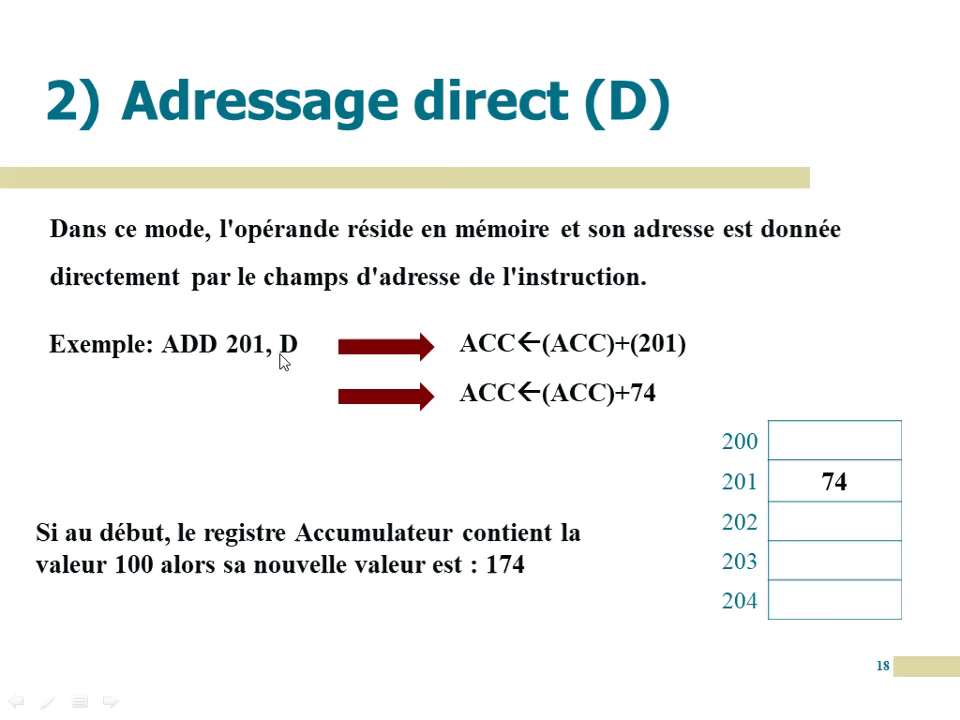 2) Adressage direct (D)
Dans ce mode, l'opérande réside en mémoire et son adresse est donnée
directement par le champs d'adresse de l'instruction.
Exemple: ADD 201, D
ACC🡨(ACC)+(201)
ACC🡨(ACC)+74
200
201 74
202
203
204
Si au début, le registre Accumulateur contient la
valeur 100 alors sa nouvelle valeur est : 174
18